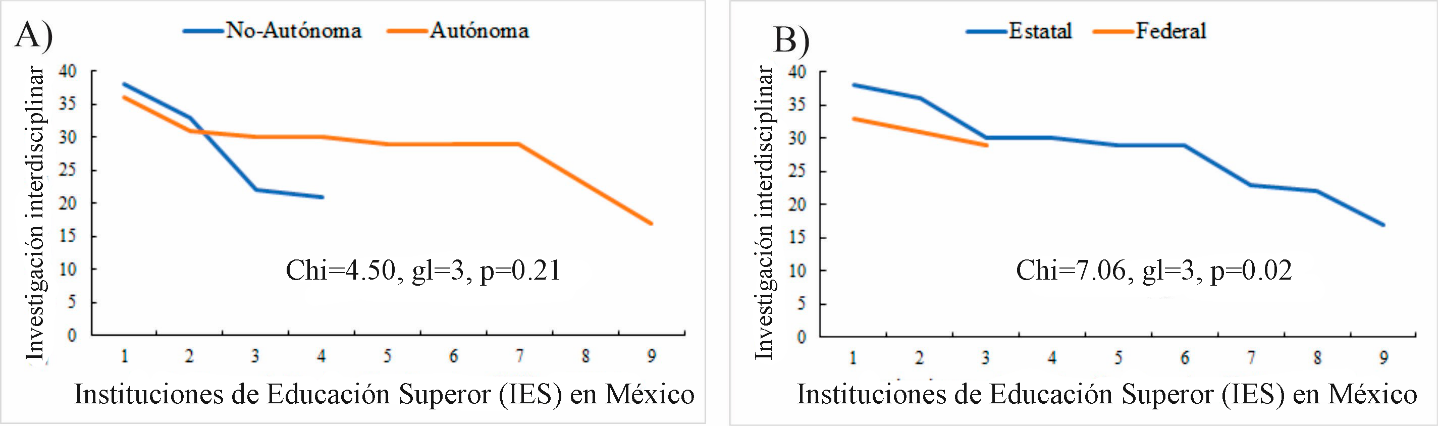 A)
No-Autónoma
Autónoma
Investigación interdisciplinar
40
35
30
25
20
15
10
5
0
Chi=4.50, gl=3, p=0.21
1 2 3 4 5 6 7 8 9
Instituciones de Educación Superor (IES) en México
B)
Estatal
Federal
Investigación interdisciplinar
40
35
30
25
20
15
10
5
0
Chi=7.06, gl=3, p=0.02
1 2 3 4 5 6 7 8 9
Instituciones de Educación Superor (IES) en México